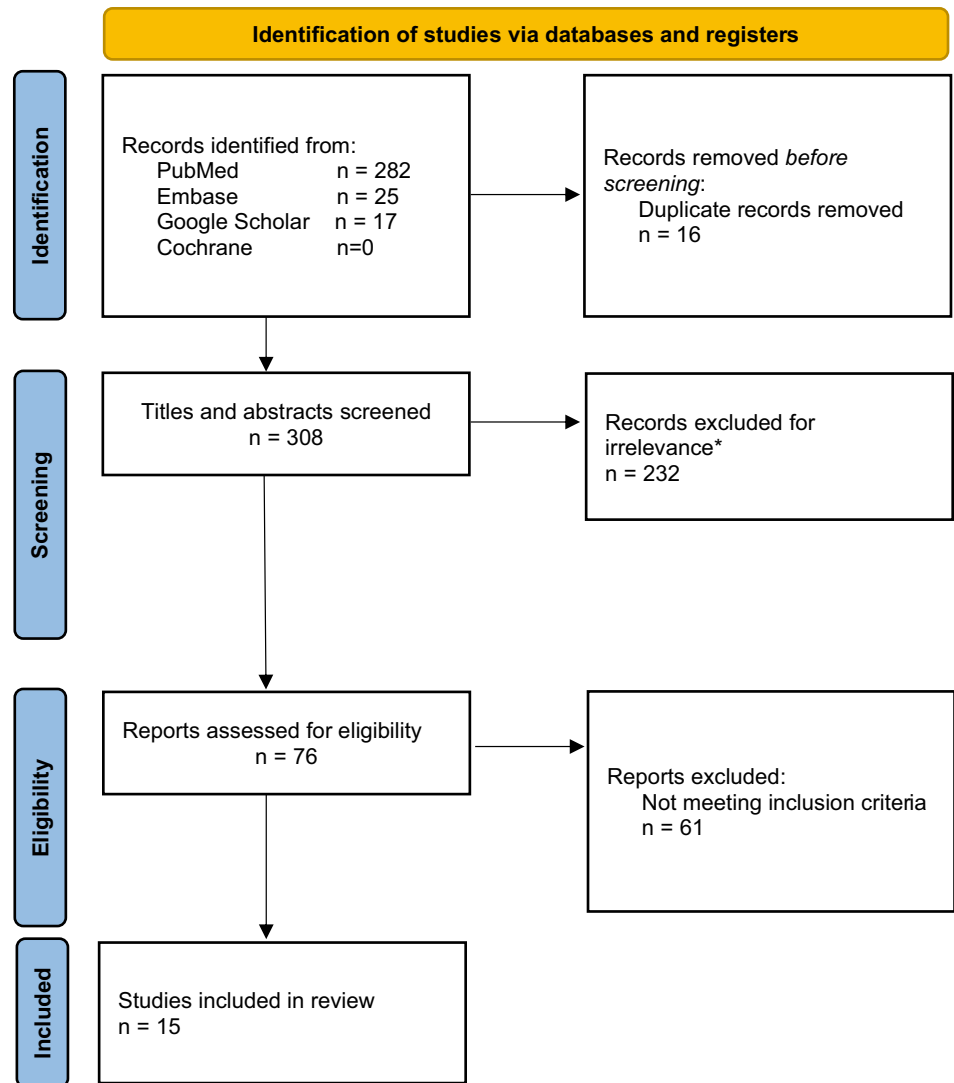 Identification of studies via databases and registers
Identification
Records identified from:
PubMed n = 282
Embase n = 25
Google Scholar n = 17
Cochrane n=0
Records removed before
screening:
Duplicate records removed
n = 16
Screening
Titles and abstracts screened
n = 308
Records excluded for
irrelevance*
n = 232
Eligibility
Reports assessed for eligibility
n = 76
Reports excluded:
Not meeting inclusion criteria
n = 61
Included
Studies included in review
n = 15